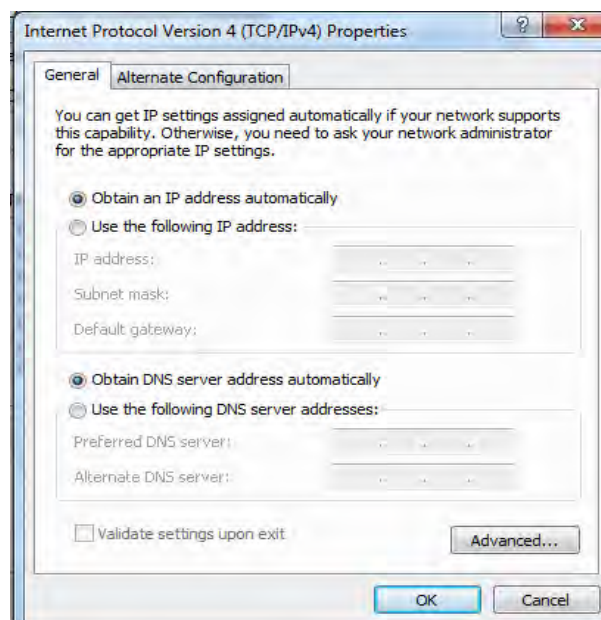 Internet Protocol Version 4 (TCP/IPv4) Properties
?
General
Alternate Configuration
You can get IP settings assigned automatically if your network supports
this capability. Otherwise, you need to ask your network administrator
for the appropriate IP settings.
Obtain an IP address automatically
Use the following IP address:
IP address:
Subnet mask:
Default gateway:
Obtain DNS server address automatically
Use the following DNS server addresses:
Preferred DNS server:
Alternate DNS server:
Validate settings upon exit
Advanced...
OK
Cancel